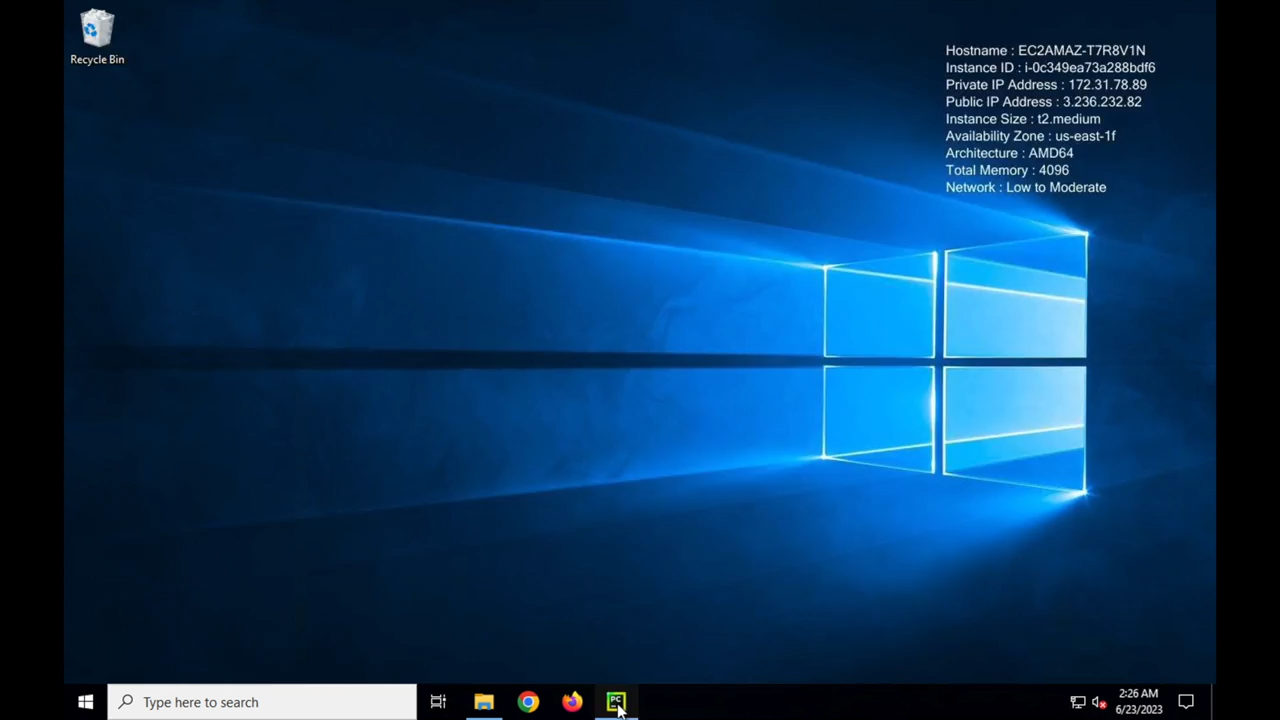 Recycle Bin
Hostname : EC2AMAZ-T7R8V1N
Instance ID : i-0c349ea73a288bdf6
Private IP Address : 172.31.78.89
Public IP Address : 3.236.232.82
Instance Size : t2.medium
Availability Zone : us-east-1f
Architecture : AMD64
Total Memory : 4096
Network : Low to Moderate
Type here to search
PC
2:26 AM
6/23/2023